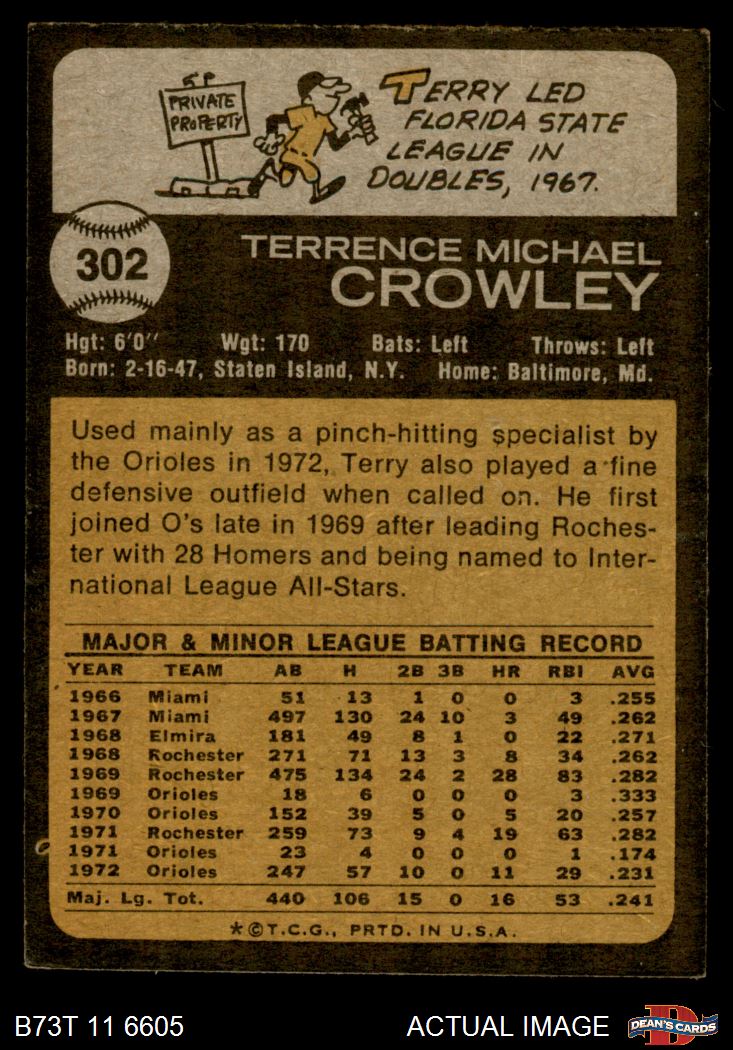 PRIVATE
PROPERTY
TERRY LED
FLORIDA STATE
LEAGUE IN
DOUBLES, 1967.
302
TERRENCE MICHAEL
CROWLEY
Hgt: 6'0" Wgt: 170 Bats: Left Throws: Left
Born: 2-16-47, Staten Island, N.Y. Home: Baltimore, Md.
Used mainly as a pinch-hitting specialist by
the Orioles in 1972, Terry also played a fine
defensive outfield when called on. He first
joined O's late in 1969 after leading Roches-
ter with 28 Homers and being named to Inter-
national League All-Stars.
MAJOR & MINOR LEAGUE BATTING RECORD
YEAR TEAM AB H 2B 3B HR RBI AVG
1966 Miami 51 13 1 0 0 3 .255
1967 Miami 497 130 24 10 3 49 .262
1968 Elmira 181 49 8 1 0 22 .271
1968 Rochester 271 71 13 3 8 34 .262
1969 Rochester 475 134 24 2 28 83 .282
1969 Orioles 18 6 0 0 0 3 .333
1970 Orioles 152 39 5 0 5 20 .257
1971 Rochester 259 73 9 4 19 63 .282
1971 Orioles 23 4 0 0 0 1 .174
1972 Orioles 247 57 10 0 11 29 .231
Maj. Lg. Tot. 440 106 15 0 16 53 .241
*©T.C.G., PRTD. IN U.S.A.
B73T 11 6605 ACTUAL IMAGE D DEAN'S CARDS